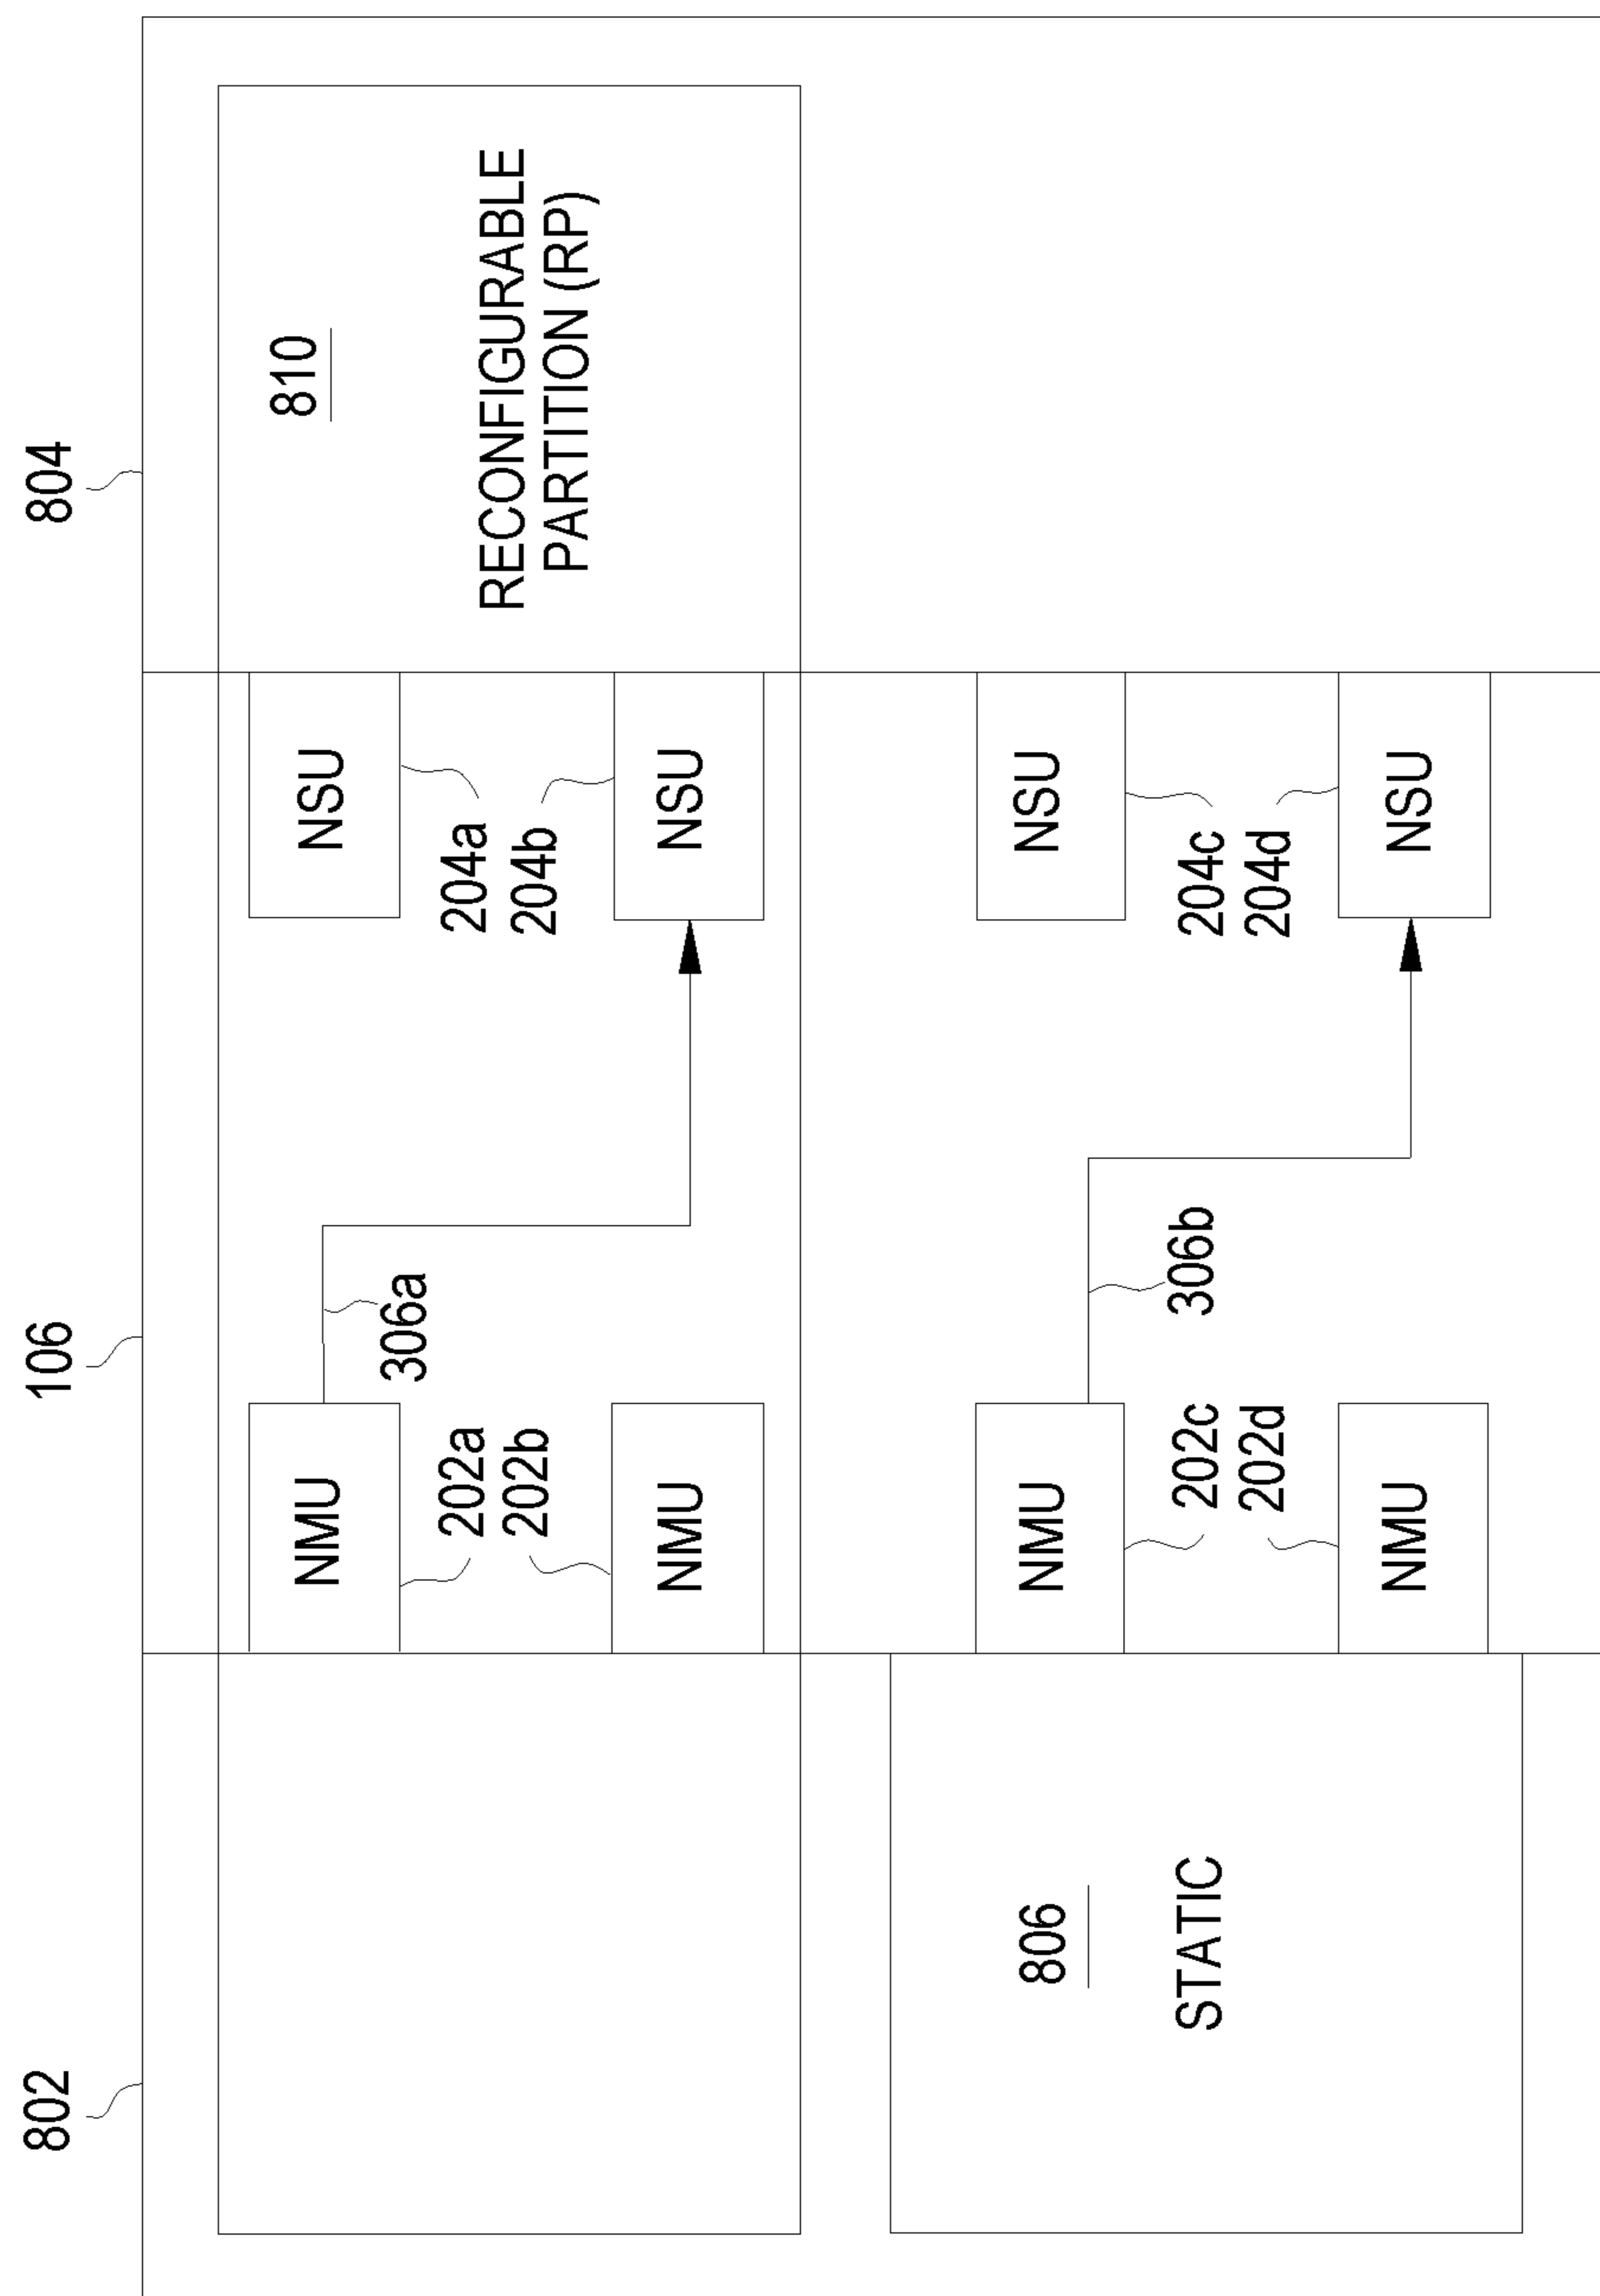 802
106
804
810
RECONFIGURABLE
PARTITION (RP)
NMU
202a
202b
NMU
306a
NSU
204a
204b
NSU
806
STATIC
NMU
202c
202d
NMU
306b
NSU
204c
204d
NSU